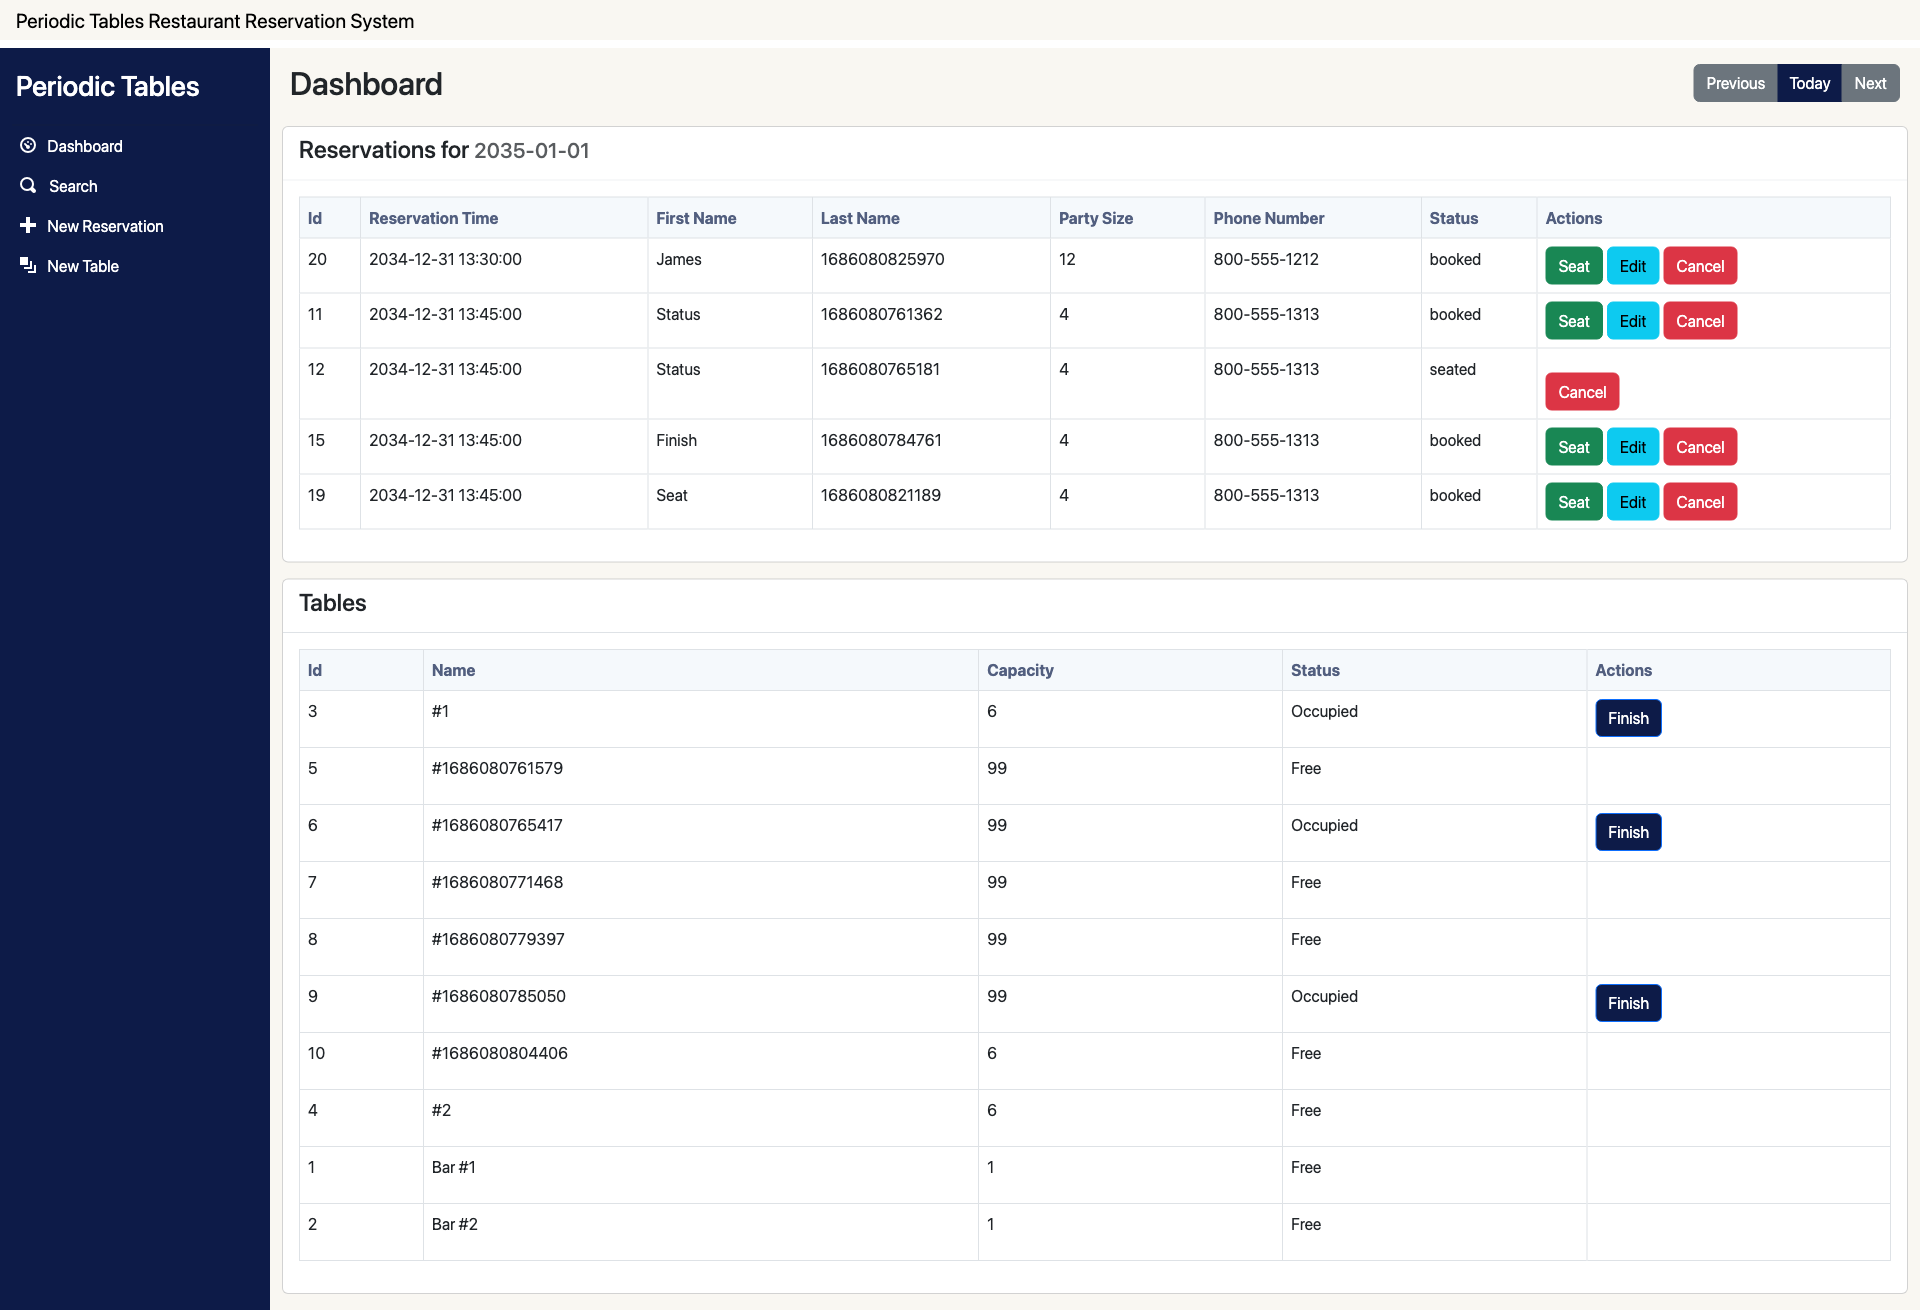 Periodic Tables Restaurant Reservation System
Periodic Tables
Dashboard
Search
New Reservation
New Table
Dashboard
Previous Today Next
Reservations for 2035-01-01
Id Reservation Time First Name Last Name Party Size Phone Number Status Actions
20 2034-12-31 13:30:00 James 1686080825970 12 800-555-1212 booked Seat Edit Cancel
11 2034-12-31 13:45:00 Status 1686080761362 4 800-555-1313 booked Seat Edit Cancel
12 2034-12-31 13:45:00 Status 1686080765181 4 800-555-1313 seated Cancel
15 2034-12-31 13:45:00 Finish 1686080784761 4 800-555-1313 booked Seat Edit Cancel
19 2034-12-31 13:45:00 Seat 1686080821189 4 800-555-1313 booked Seat Edit Cancel
Tables
Id Name Capacity Status Actions
3 #1 6 Occupied Finish
5 #1686080761579 99 Free
6 #1686080765417 99 Occupied Finish
7 #1686080771468 99 Free
8 #1686080779397 99 Free
9 #1686080785050 99 Occupied Finish
10 #1686080804406 6 Free
4 #2 6 Free
1 Bar #1 1 Free
2 Bar #2 1 Free